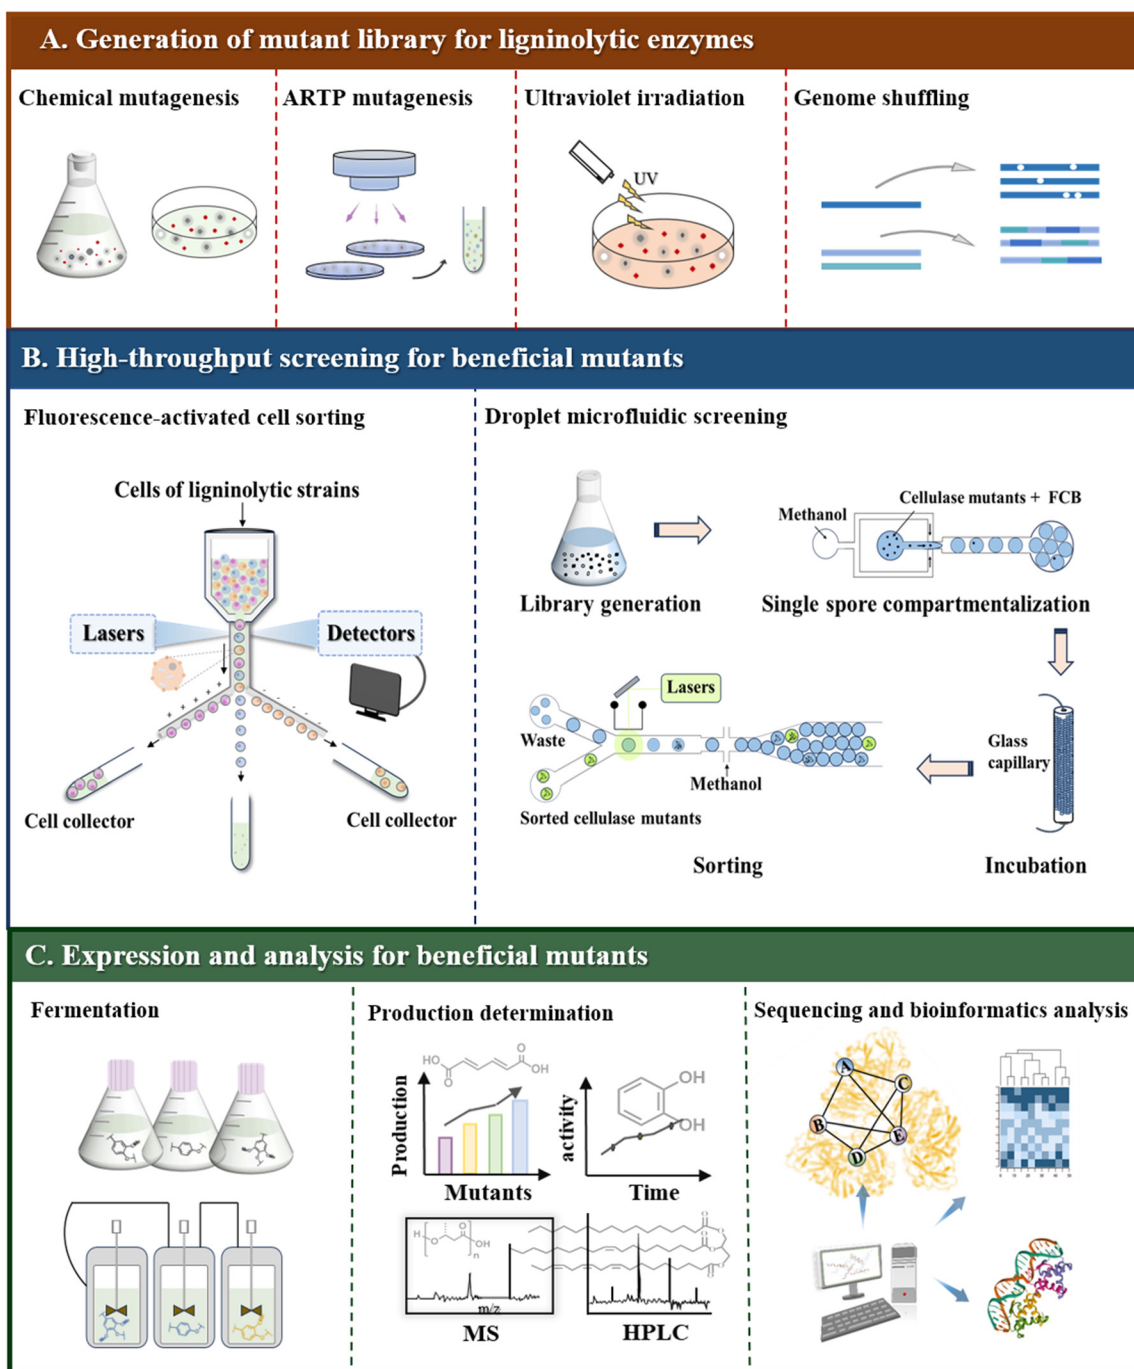 A. Generation of mutant library for ligninolytic enzymes
Chemical mutagenesis
ARTP mutagenesis
Ultraviolet irradiation
Genome shuffling
UV
B. High-throughput screening for beneficial mutants
Fluorescence-activated cell sorting
Cells of ligninolytic strains
Lasers
Detectors
+ + + + +
- - - - -
Cell collector
Cell collector
Droplet microfluidic screening
Library generation
Methanol
Cellulase mutants + FCB
Single spore compartmentalization
Glass
capillary
Incubation
Lasers
Waste
Methanol
Sorted cellulase mutants
Sorting
C. Expression and analysis for beneficial mutants
Fermentation
Production determination
HO
O
O
OH
Production
Mutants
activity
OH
OH
Time
H
O
O
OH
n
m/z
MS
O
O
O
O
O
O
HPLC
Sequencing and bioinformatics analysis
A
C
B
E
D